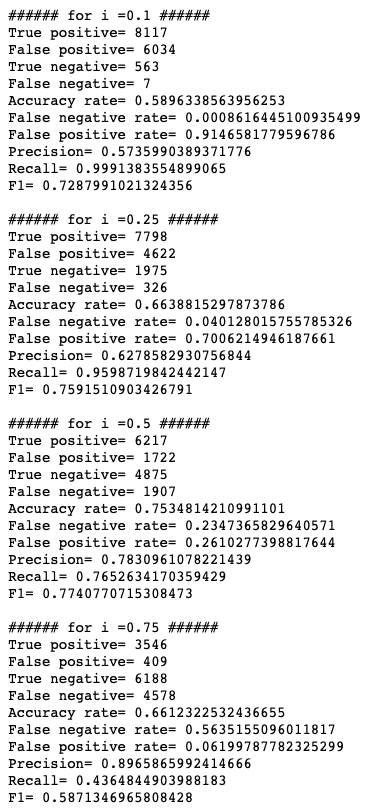 ###### for i =0.1 ######
True positive= 8117
False positive= 6034
True negative= 563
False negative= 7
Accuracy rate= 0.5896338563956253
False negative rate= 0.0008616445100935499
False positive rate= 0.9146581779596786
Precision= 0.5735990389371776
Recall= 0.9991383554899065
F1= 0.7287991021324356
###### for i =0.25 ######
True positive= 7798
False positive= 4622
True negative= 1975
False negative= 326
Accuracy rate= 0.6638815297873786
False negative rate= 0.040128015755785326
False positive rate= 0.7006214946187661
Precision= 0.6278582930756844
Recall= 0.9598719842442147
F1= 0.7591510903426791
###### for i =0.5 ######
True positive= 6217
False positive= 1722
True negative= 4875
False negative= 1907
Accuracy rate= 0.7534814210991101
False negative rate= 0.2347365829640571
False positive rate= 0.2610277398817644
Precision= 0.7830961078221439
Recall= 0.7652634170359429
F1= 0.7740770715308473
###### for i =0.75 ######
True positive= 3546
False positive= 409
True negative= 6188
False negative= 4578
Accuracy rate= 0.6612322532436655
False negative rate= 0.5635155096011817
False positive rate= 0.06199787782325299
Precision= 0.8965865992414666
Recall= 0.4364844903988183
F1= 0.5871346965808428